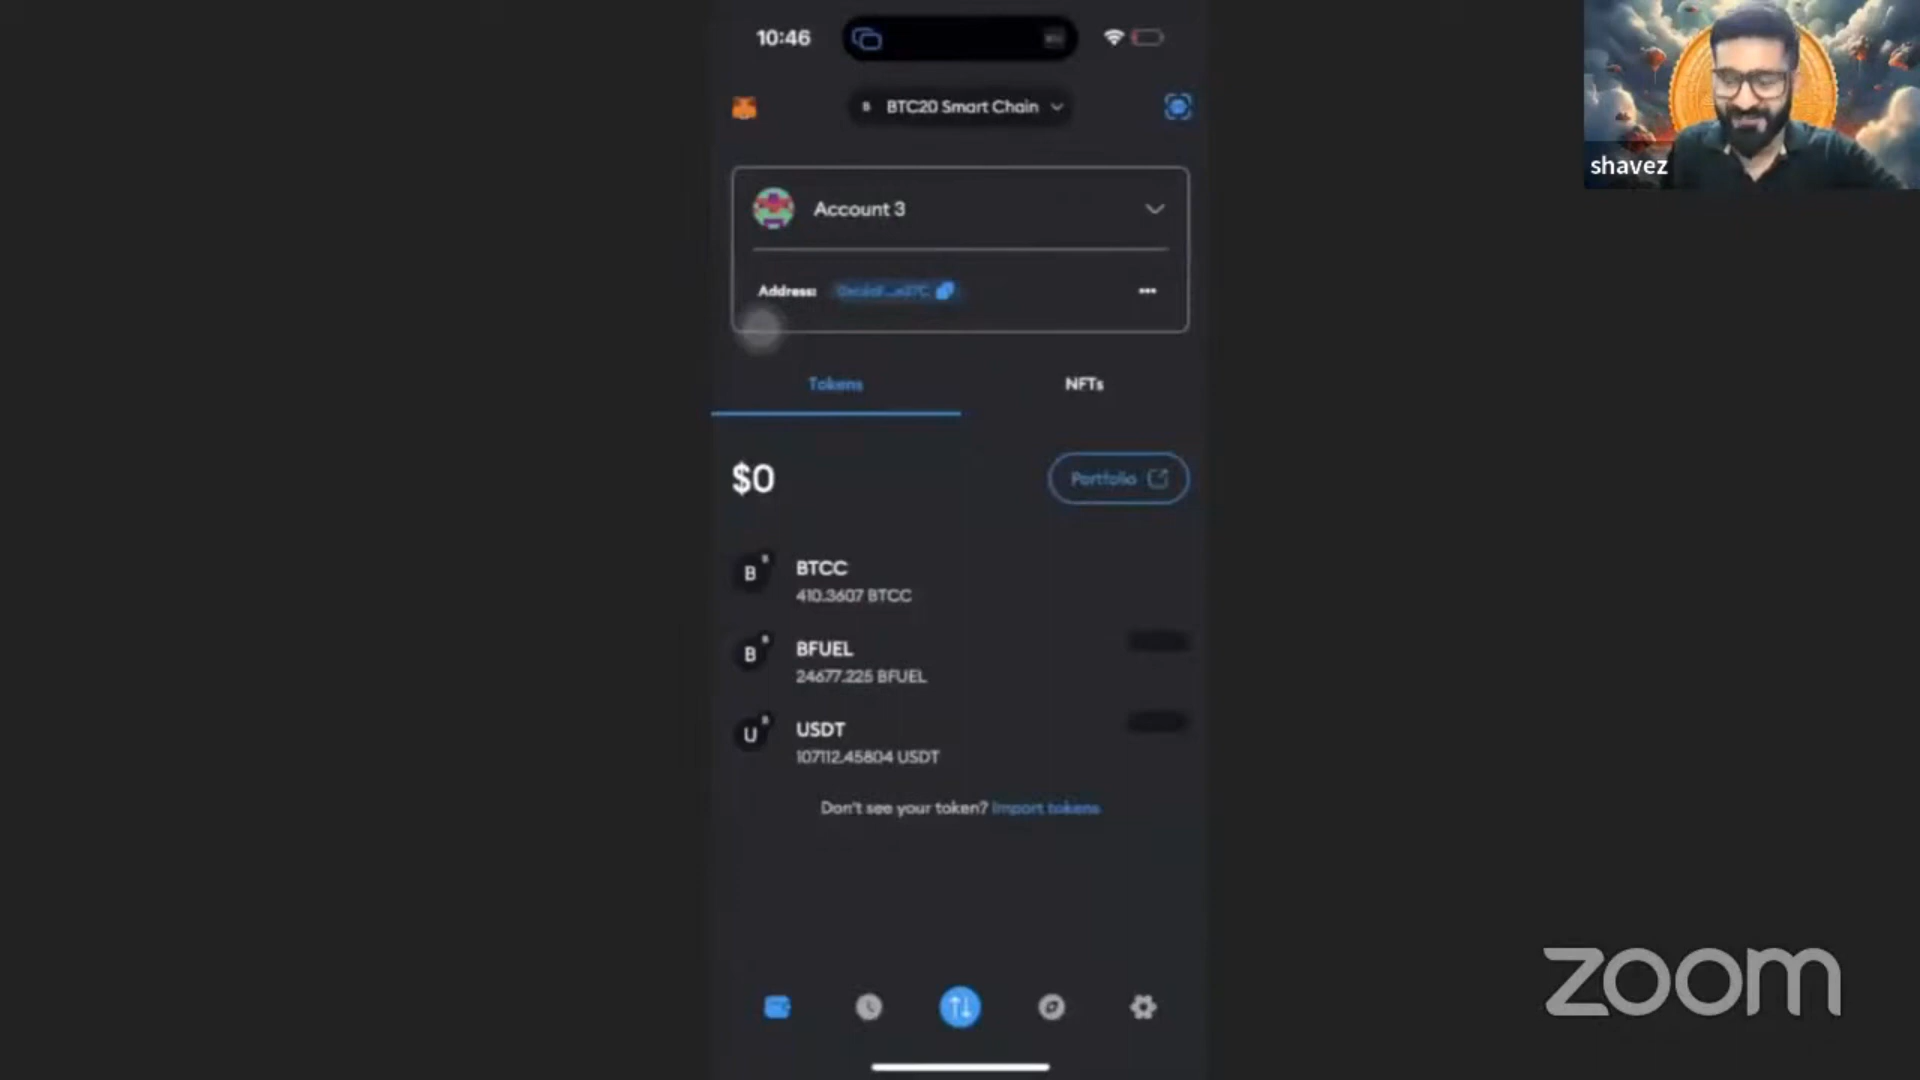 10:46
B BTC20 Smart Chain
shavez
Account 3
Address:
Tokens
NFTs
$0
Portfolio
B
B BTCC
410.3607 BTCC
B
B BFUEL
24677.225 BFUEL
B
U USDT
107112.45804 USDT
Don't see your token? Import tokens
zoom